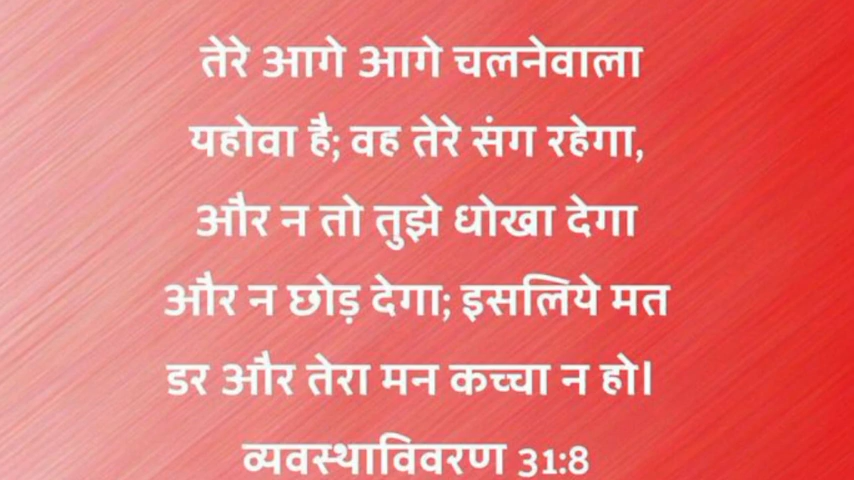 तेरे आगे आगे चलनेवाला
यहोवा है; वह तेरे संग रहेगा,
और न तो तुझे धोखा देगा
और न छोड़ देगा; इसलिये मत
डर और तेरा मन कच्चा न हो।
व्यवस्थाविवरण 31:8